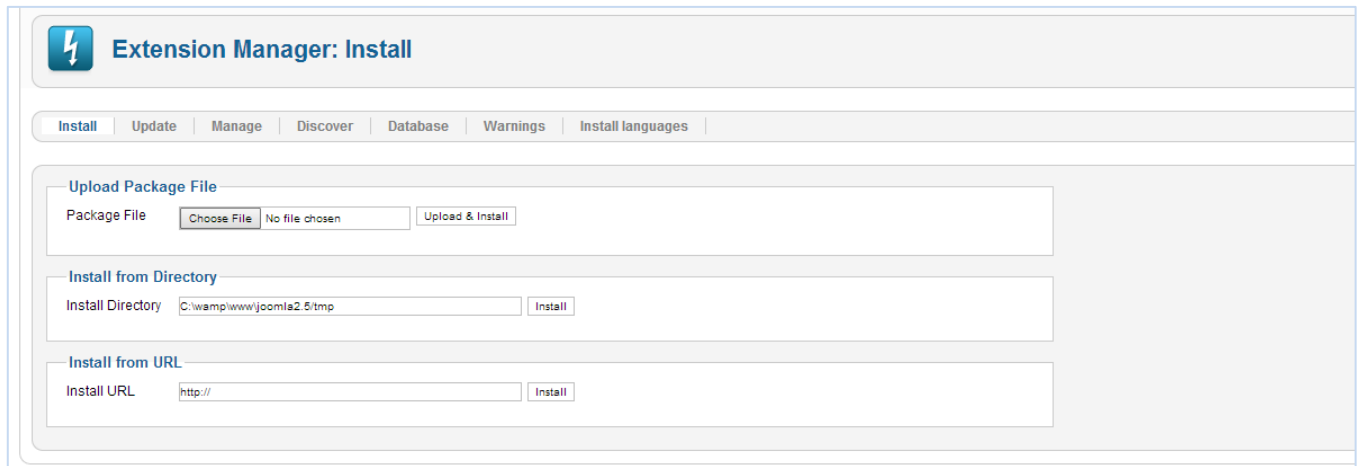 Extension Manager: Install
Install Update Manage Discover Database Warnings Install languages
Upload Package File
Package File Choose File No file chosen Upload & Install
Install from Directory
Install Directory C:\wamp\www\joomla2.5/tmp Install
Install from URL
Install URL http:// Install